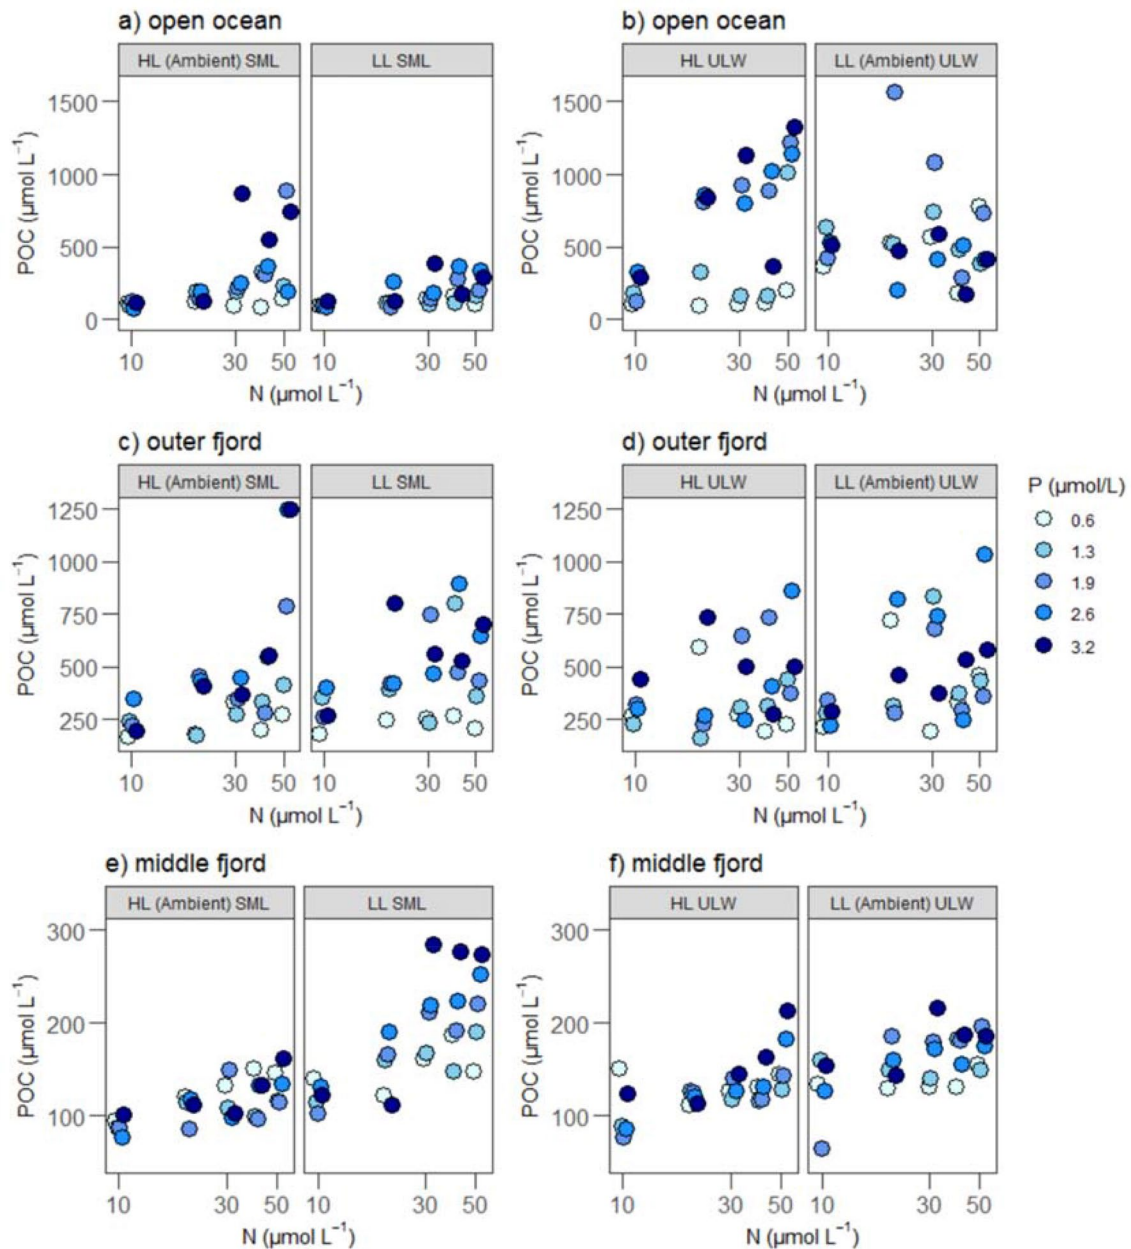 a) open ocean
HL (Ambient) SML
LL SML
POC (µmol L⁻¹)
1500
1000
500
0
10
30
50
10
30
50
N (µmol L⁻¹)
b) open ocean
HL ULW
LL (Ambient) ULW
POC (µmol L⁻¹)
1500
1000
500
0
10
30
50
10
30
50
N (µmol L⁻¹)
c) outer fjord
HL (Ambient) SML
LL SML
POC (µmol L⁻¹)
1250
1000
750
500
250
10
30
50
10
30
50
N (µmol L⁻¹)
d) outer fjord
HL ULW
LL (Ambient) ULW
POC (µmol L⁻¹)
1250
1000
750
500
250
10
30
50
10
30
50
N (µmol L⁻¹)
P (µmol/L)
0.6
1.3
1.9
2.6
3.2
e) middle fjord
HL (Ambient) SML
LL SML
POC (µmol L⁻¹)
300
200
100
10
30
50
10
30
50
N (µmol L⁻¹)
f) middle fjord
HL ULW
LL (Ambient) ULW
POC (µmol L⁻¹)
300
200
100
10
30
50
10
30
50
N (µmol L⁻¹)